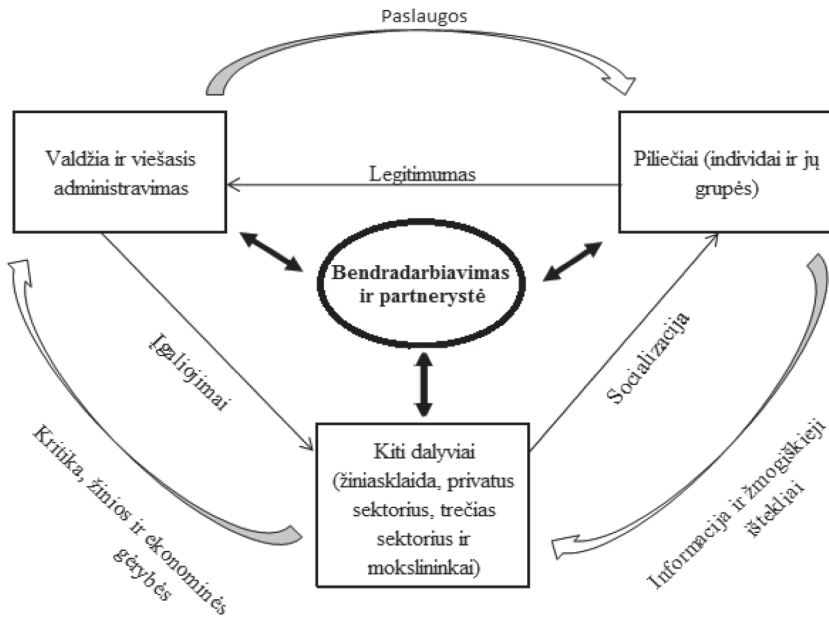 Paslaugos
Valdžia ir viešasis
administravimas
Piliečiai (individai ir jų
grupės)
Legitimumas
Bendradarbiavimas
ir partnerystė
Įgaliojimai
Socializacija
Kiti dalyviai
(žiniasklaida, privatus
sektorius, trečias
sektorius ir
mokslininkai)
Kritika, žinios ir ekonominės
gėrybės
Informacija ir žmogiškieji
ištekliai